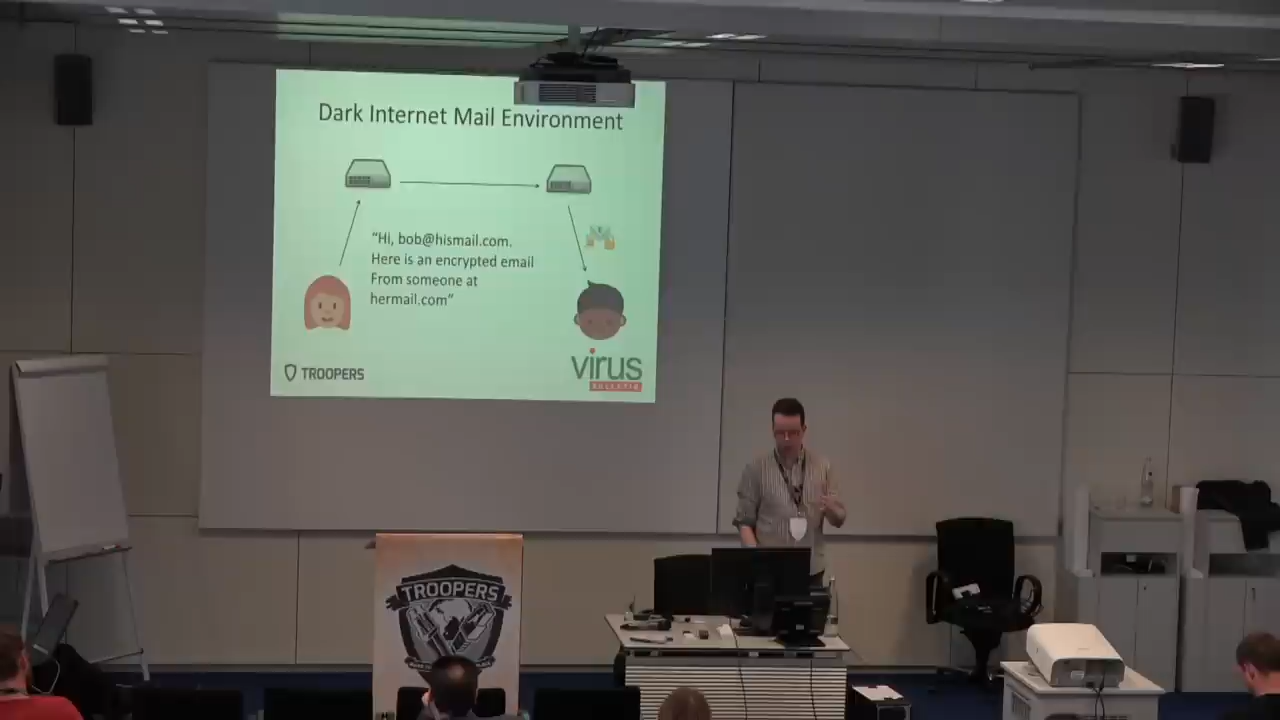 Dark Internet Mail Environment
“Hi, bob@hismail.com.
Here is an encrypted email
From someone at
hermail.com”
TROOPERS
virus
BULLETIN
TROOPERS